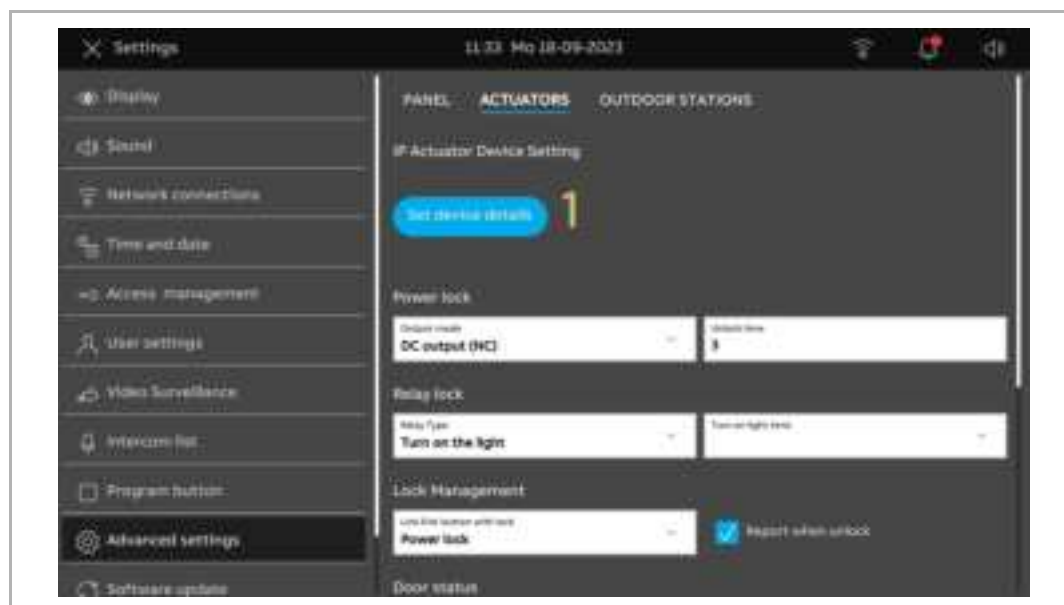 Settings
11:33 Mo 18-09-2023
Display
Sound
Network connections
Time and date
Access management
User settings
Video Surveillance
Intercom list
Program button
Advanced settings
Software update
PANEL ACTUATORS OUTDOOR STATIONS
IP Actuator Device Setting
Set device details 1
Power lock
Output mode
DC output (NC)
Unlock time
3
Relay lock
Relay Type
Turn on the light
Turn on light time
Lock Management
Power lock
Report when unlock
Door status